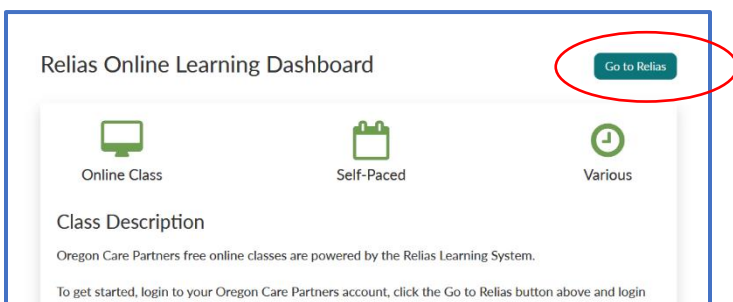 Relias Online Learning Dashboard
Go to Relias
Online Class
Self-Paced
Various
Class Description
Oregon Care Partners free online classes are powered by the Relias Learning System.
To get started, login to your Oregon Care Partners account, click the Go to Relias button above and login